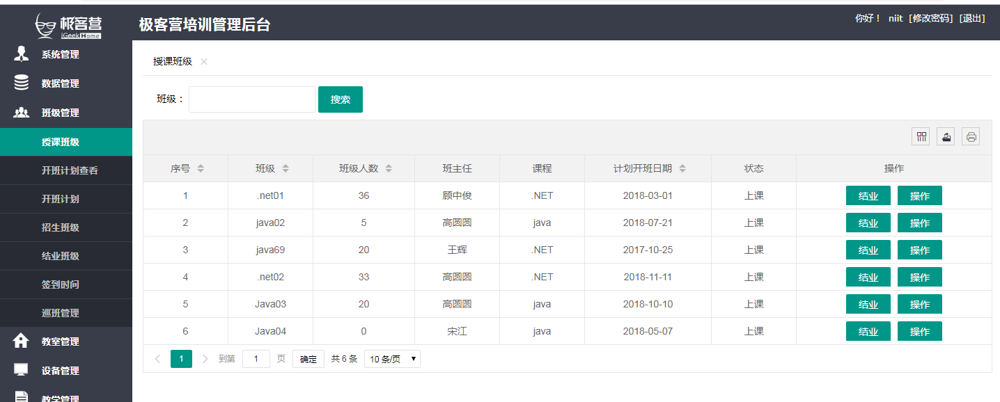 极客营
iGeekHome
极客营培训管理后台
你好！ niit [修改密码] [退出]
系统管理
数据管理
班级管理
授课班级
开班计划查看
开班计划
招生班级
结业班级
签到时间
巡班管理
教室管理
设备管理
教学管理
授课班级
班级： 搜索
序号 班级 班级人数 班主任 课程 计划开班日期 状态 操作
1 .net01 36 顾中俊 .NET 2018-03-01 上课 结业 操作
2 java02 5 高圆圆 java 2018-07-21 上课 结业 操作
3 java69 20 王辉 .NET 2017-10-25 上课 结业 操作
4 .net02 33 高圆圆 .NET 2018-11-11 上课 结业 操作
5 Java03 20 高圆圆 java 2018-10-10 上课 结业 操作
6 Java04 0 宋江 java 2018-05-07 上课 结业 操作
1 到第 1 页 确定 共 6 条 10 条/页